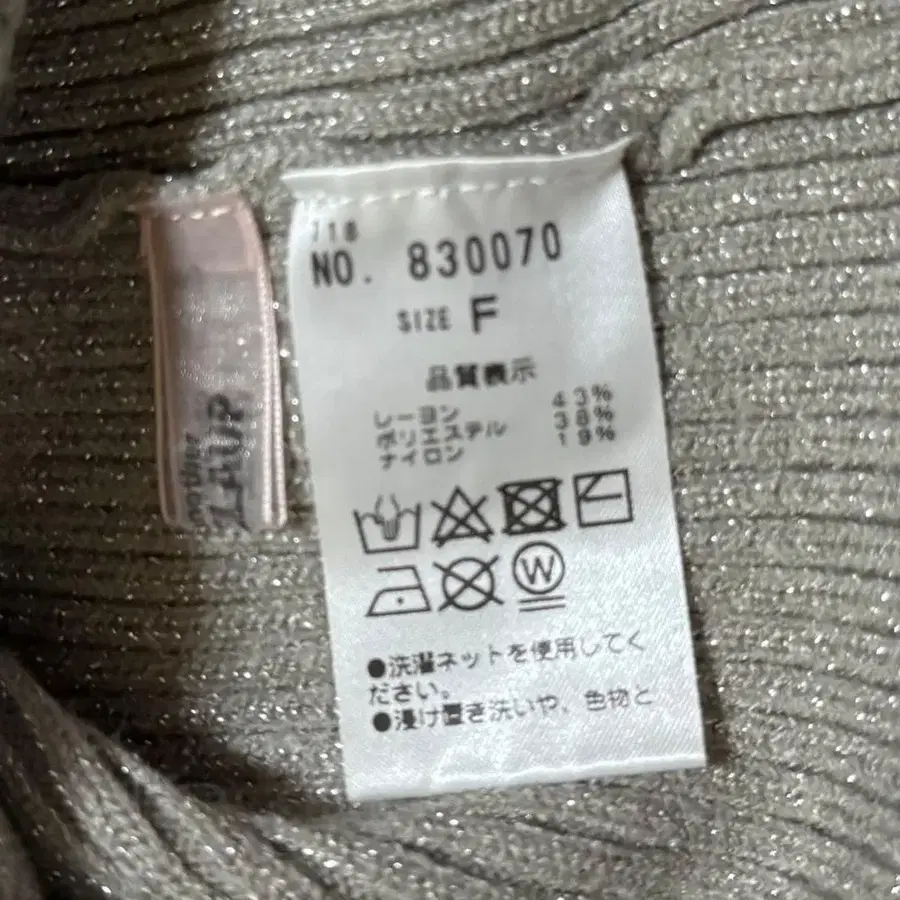 718
NO. 830070
SIZE F
品質表示
レーヨン 43%
ポリエステル 38%
ナイロン 19%
W
●洗濯ネットを使用してく
ださい。
●浸け置き洗いや、色物と